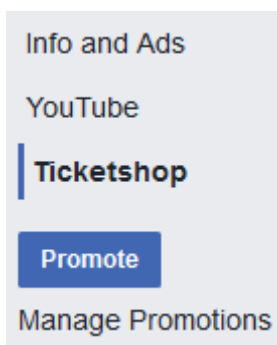 Info and Ads
YouTube
Ticketshop
Promote
Manage Promotions